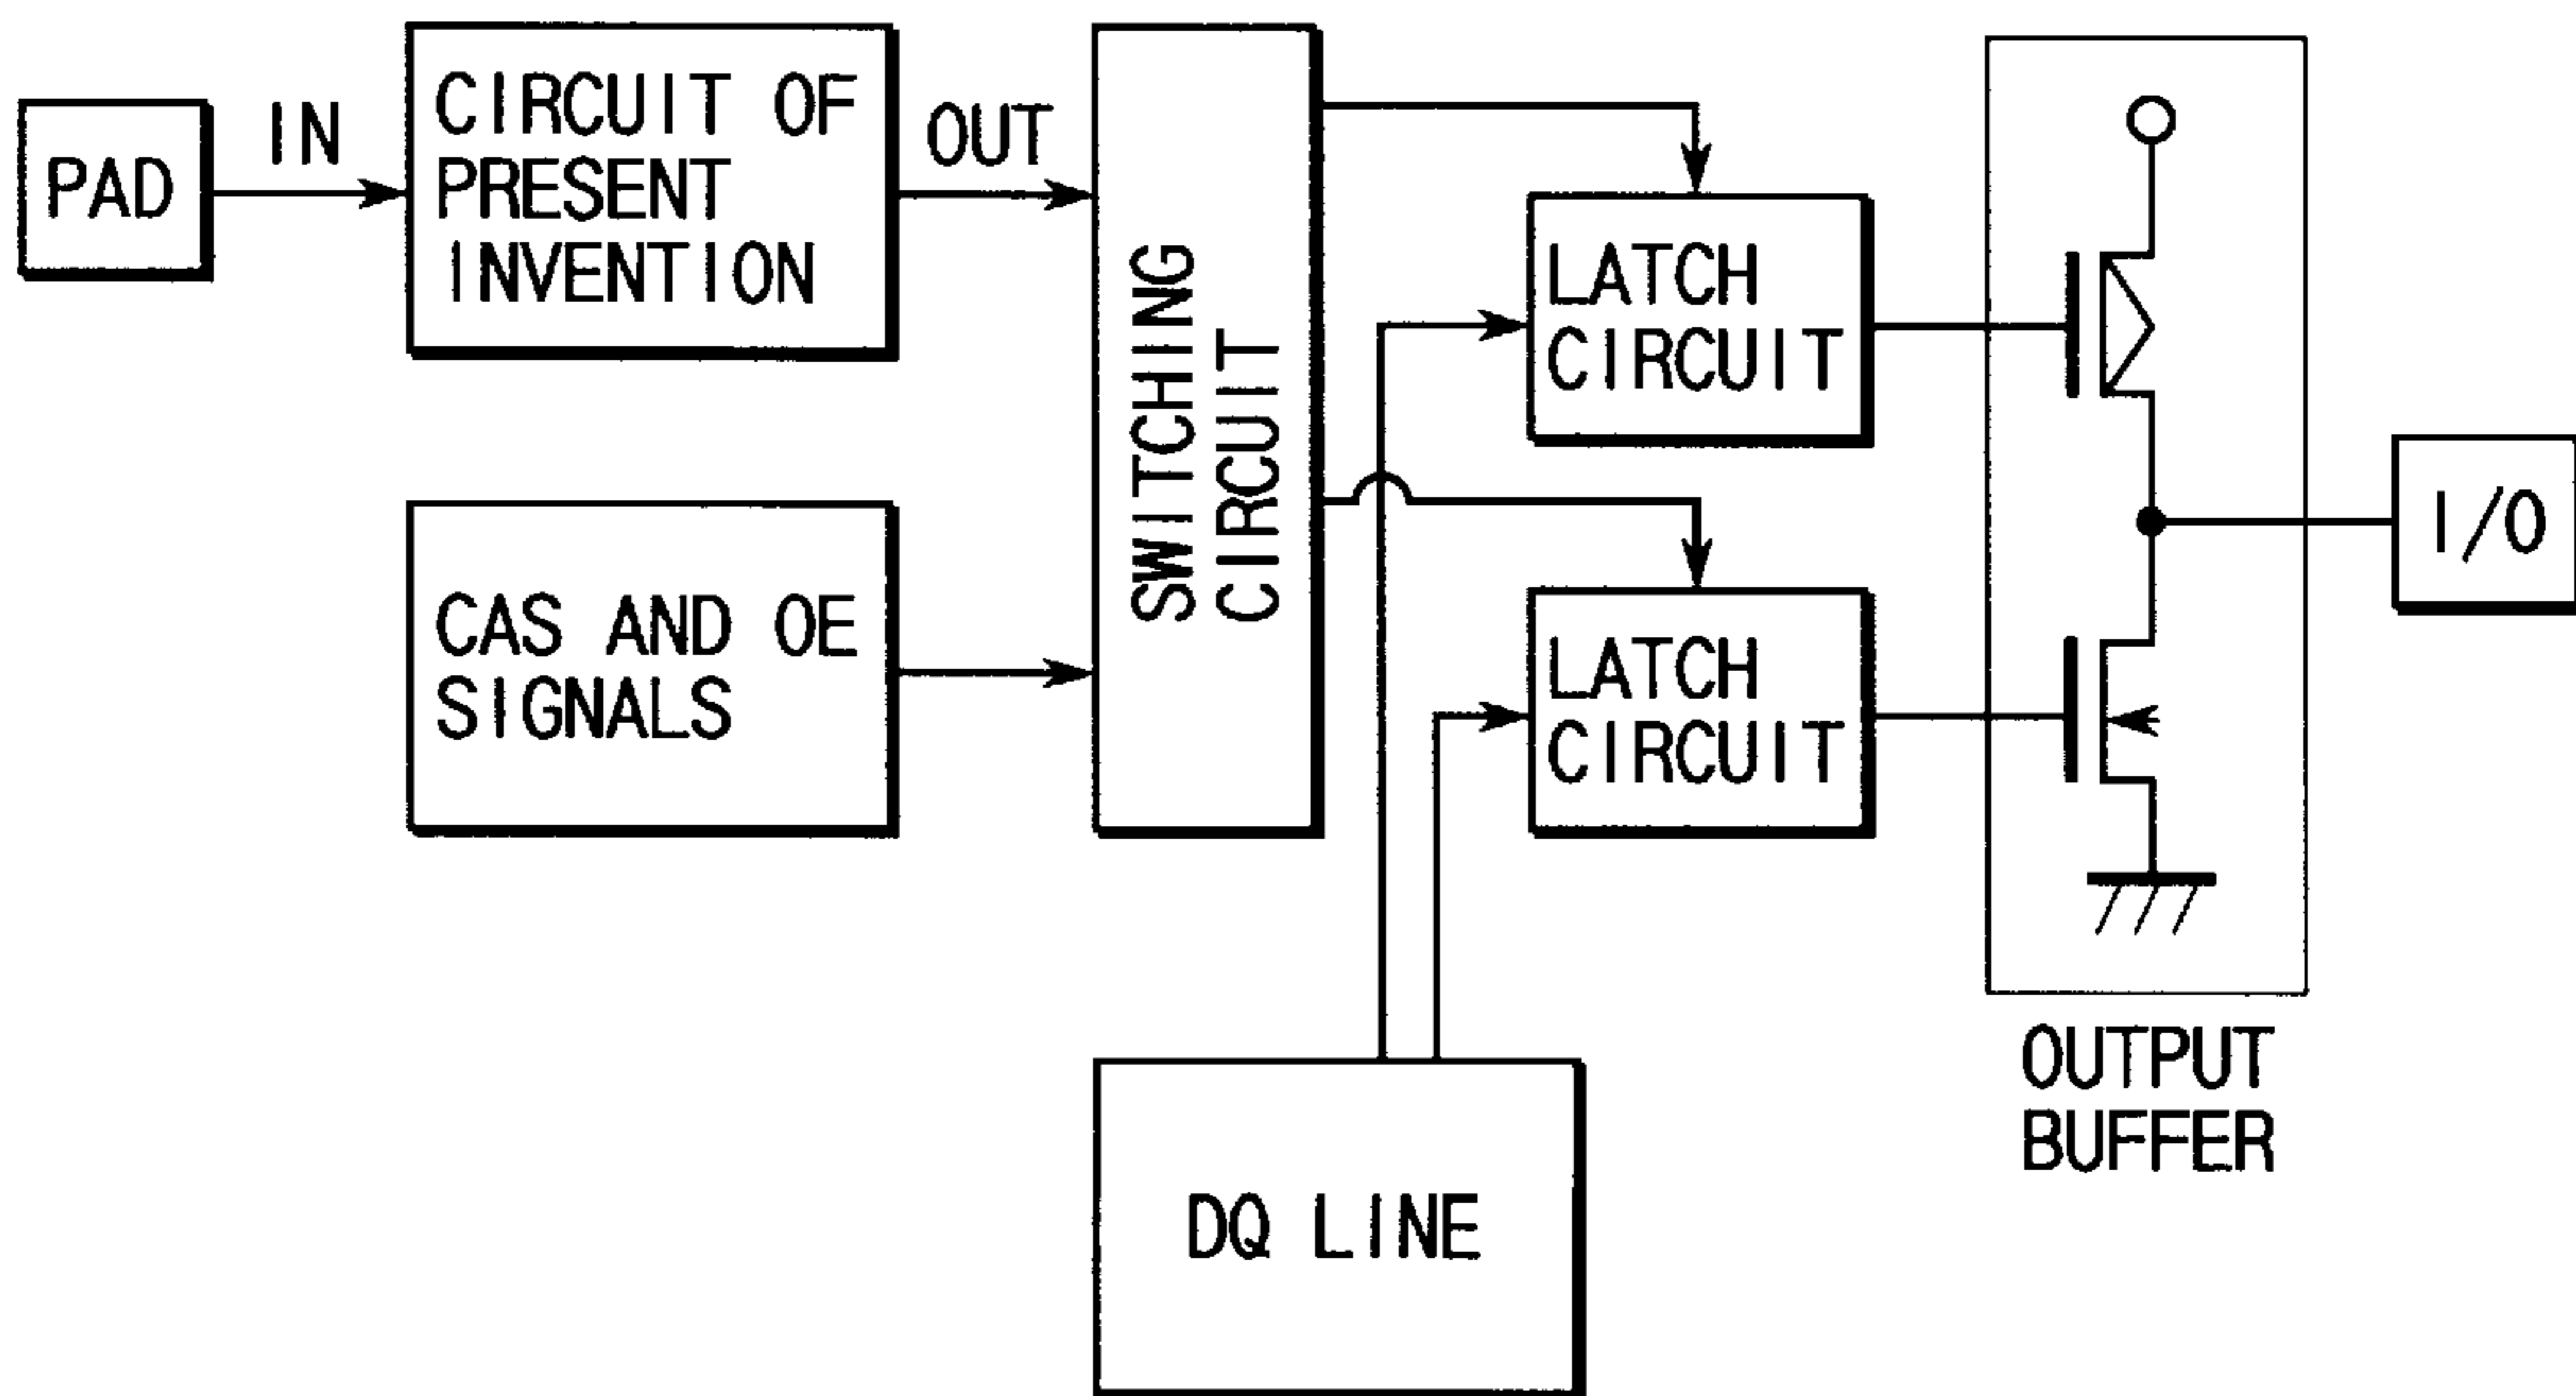 PAD
IN
CIRCUIT OF
PRESENT
INVENTION
OUT
SWITCHING
CIRCUIT
LATCH
CIRCUIT
CAS AND OE
SIGNALS
LATCH
CIRCUIT
I/O
OUTPUT
BUFFER
DQ LINE